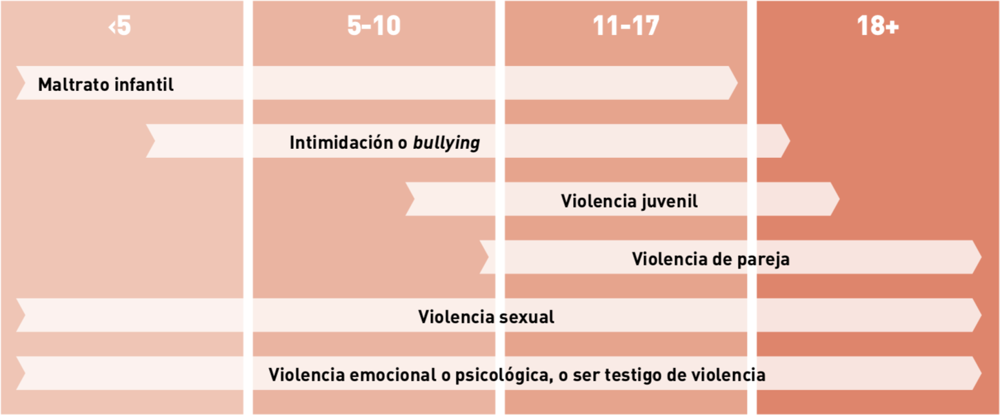 <5 5-10 11-17 18+
Maltrato infantil
Intimidación o bullying
Violencia juvenil
Violencia de pareja
Violencia sexual
Violencia emocional o psicológica, o ser testigo de violencia